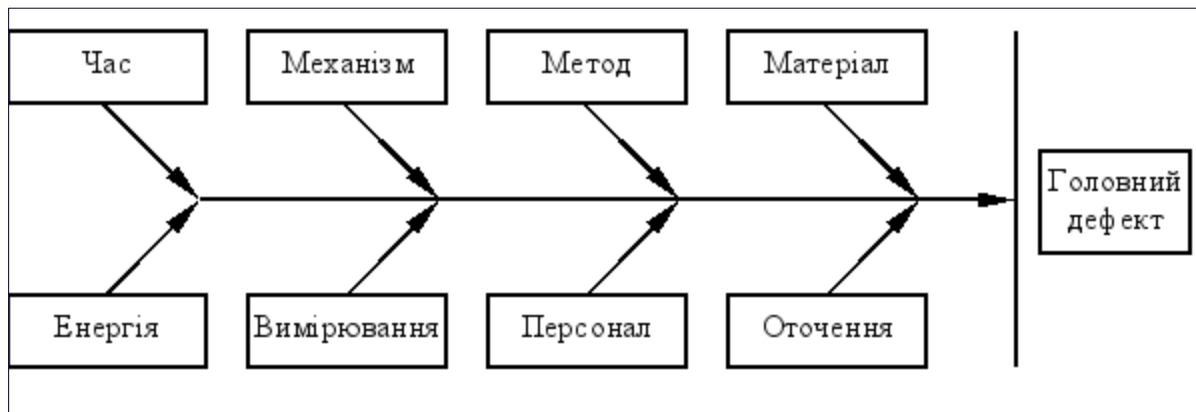 Час
Механізм
Метод
Матеріал
Головний
дефект
Енергія
Вимірювання
Персонал
Оточення